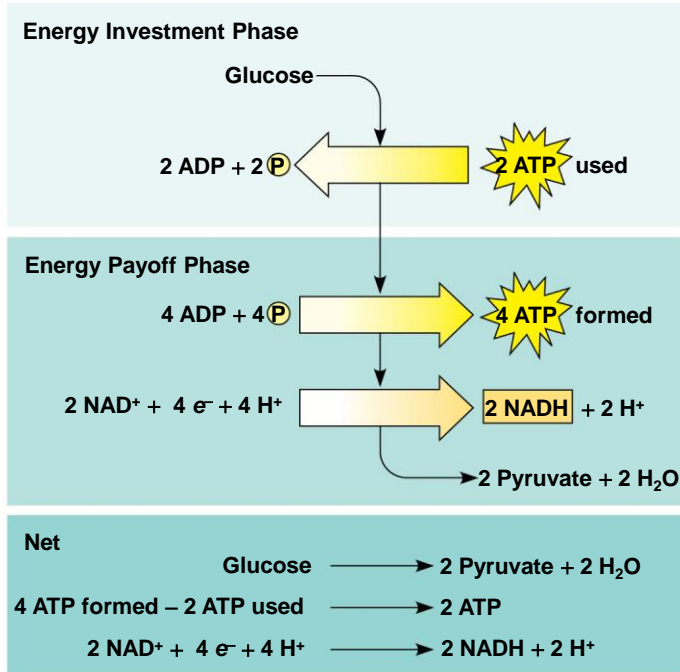 Energy Investment Phase
Glucose
2 ADP + 2 P 2 ATP used
Energy Payoff Phase
4 ADP + 4 P 4 ATP formed
2 NAD⁺ + 4 e⁻ + 4 H⁺ 2 NADH + 2 H⁺
2 Pyruvate + 2 H₂O
Net
Glucose 2 Pyruvate + 2 H₂O
4 ATP formed – 2 ATP used 2 ATP
2 NAD⁺ + 4 e⁻ + 4 H⁺ 2 NADH + 2 H⁺